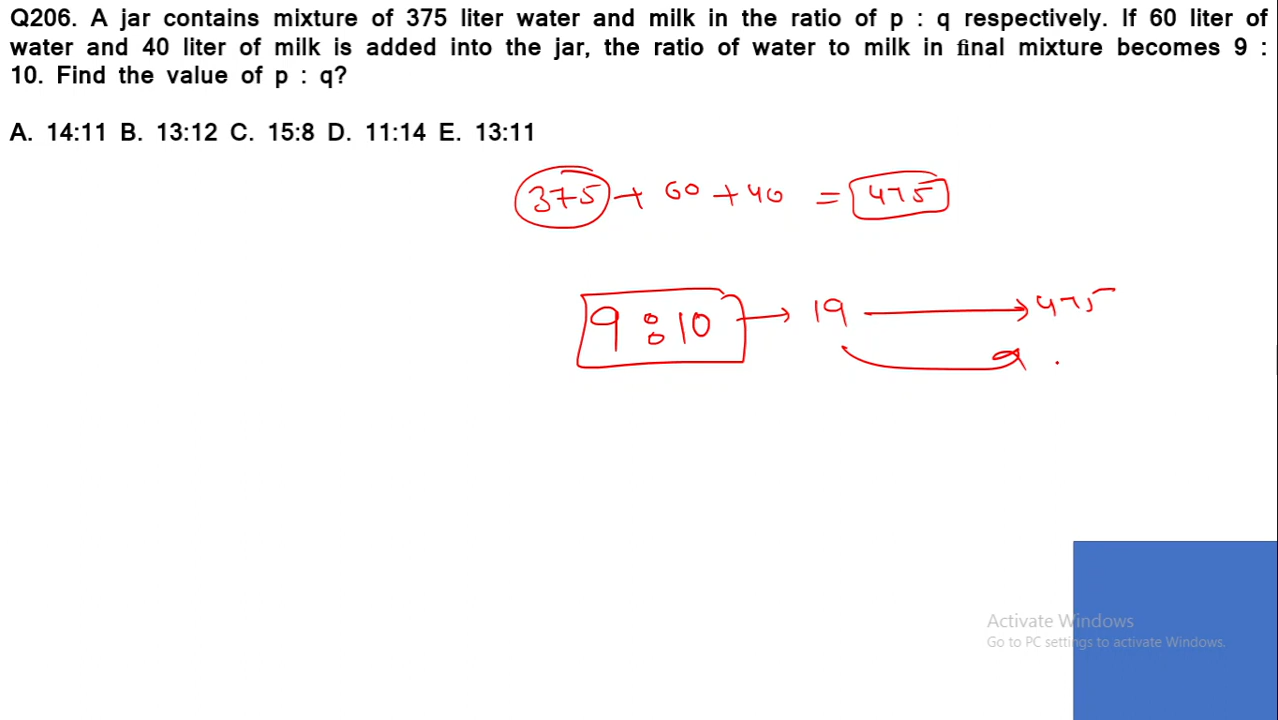 Q206. A jar contains mixture of 375 liter water and milk in the ratio of p : q respectively. If 60 liter of
water and 40 liter of milk is added into the jar, the ratio of water to milk in final mixture becomes 9 :
10. Find the value of p : q?
A. 14:11 B. 13:12 C. 15:8 D. 11:14 E. 13:11
375 + 60 + 40 = 475
9 : 10 → 19 → 475
Activate Windows
Go to PC settings to activate Windows.